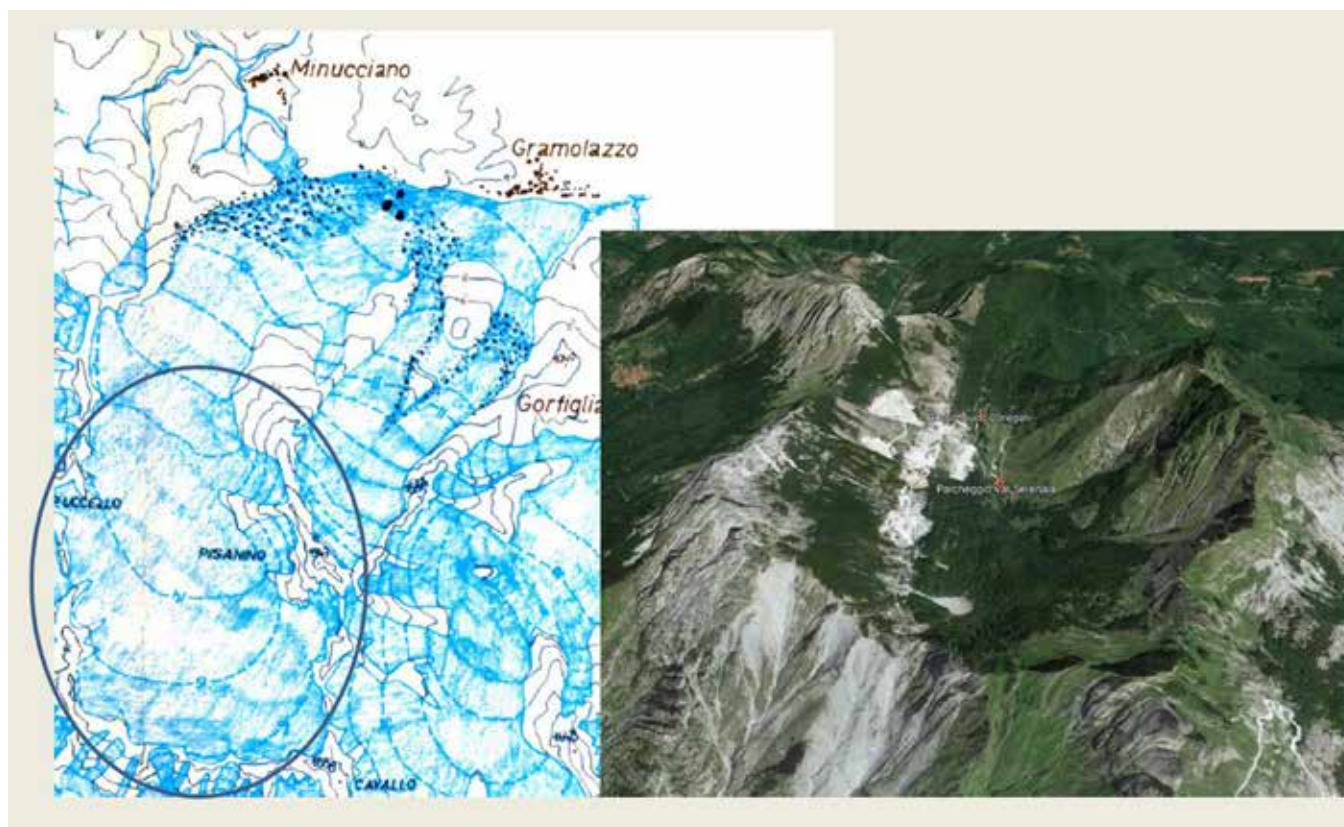 Minucciano
Gramolazzo
Gorfiglia
UCCELLO
PISANINO
CAVALLO
Parcheggio Val Serenaia